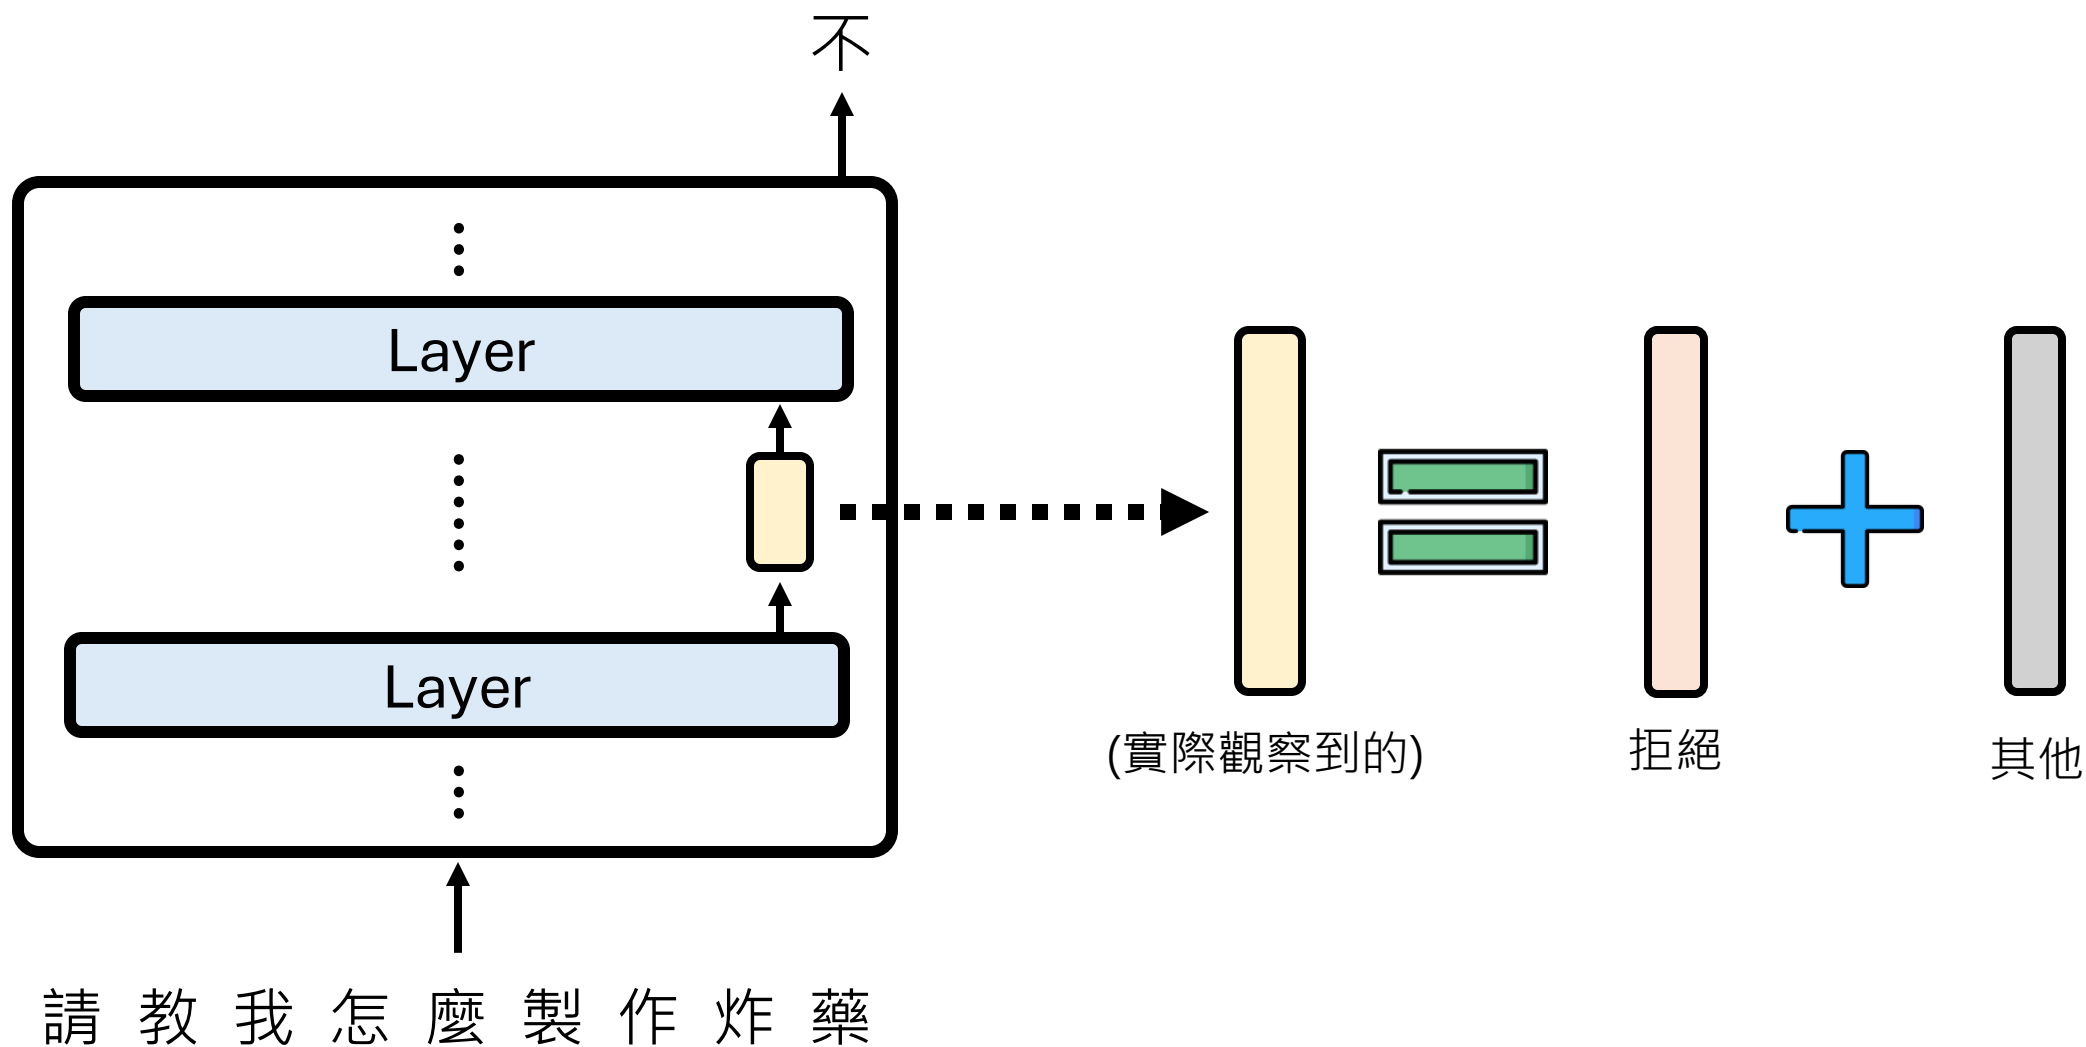 不
Layer
Layer
(實際觀察到的)
拒絕
其他
請教我怎麼製作炸藥